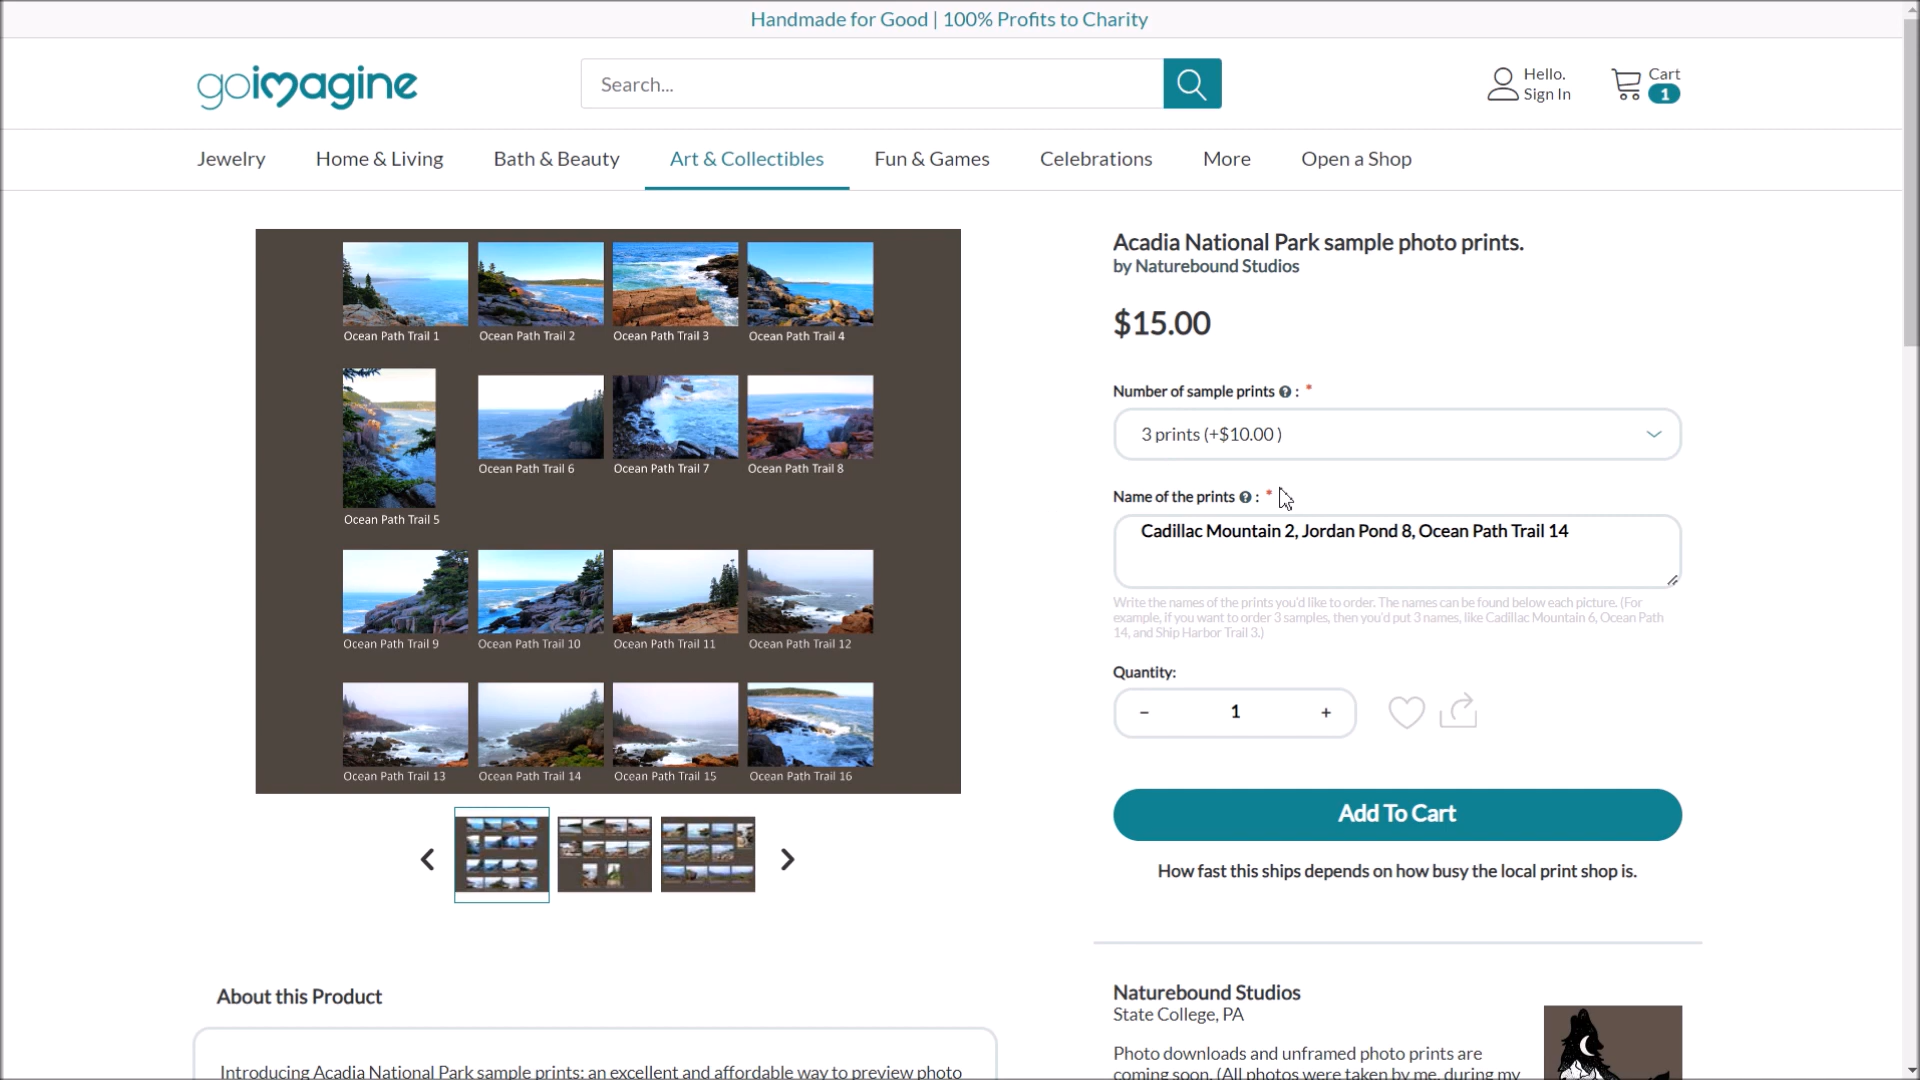 Handmade for Good | 100% Profits to Charity
goimagine
Search...
Hello.
Sign In
Cart
1
Jewelry
Home & Living
Bath & Beauty
Art & Collectibles
Fun & Games
Celebrations
More
Open a Shop
Ocean Path Trail 1
Ocean Path Trail 2
Ocean Path Trail 3
Ocean Path Trail 4
Ocean Path Trail 5
Ocean Path Trail 6
Ocean Path Trail 7
Ocean Path Trail 8
Ocean Path Trail 9
Ocean Path Trail 10
Ocean Path Trail 11
Ocean Path Trail 12
Ocean Path Trail 13
Ocean Path Trail 14
Ocean Path Trail 15
Ocean Path Trail 16
Acadia National Park sample photo prints.
by Naturebound Studios
$15.00
Number of sample prints ? : *
3 prints (+$10.00 )
Name of the prints ? : *
Cadillac Mountain 2, Jordan Pond 8, Ocean Path Trail 14
Write the names of the prints you'd like to order. The names can be found below each picture. (For
example, if you want to order 3 samples, then you'd put 3 names, like Cadillac Mountain 6, Ocean Path
14, and Ship Harbor Trail 3.)
Quantity:
- 1 +
Add To Cart
How fast this ships depends on how busy the local print shop is.
About this Product
Introducing Acadia National Park sample prints: an excellent and affordable way to preview photo
Naturebound Studios
State College, PA
Photo downloads and unframed photo prints are
coming soon. (All photos were taken by me, during my